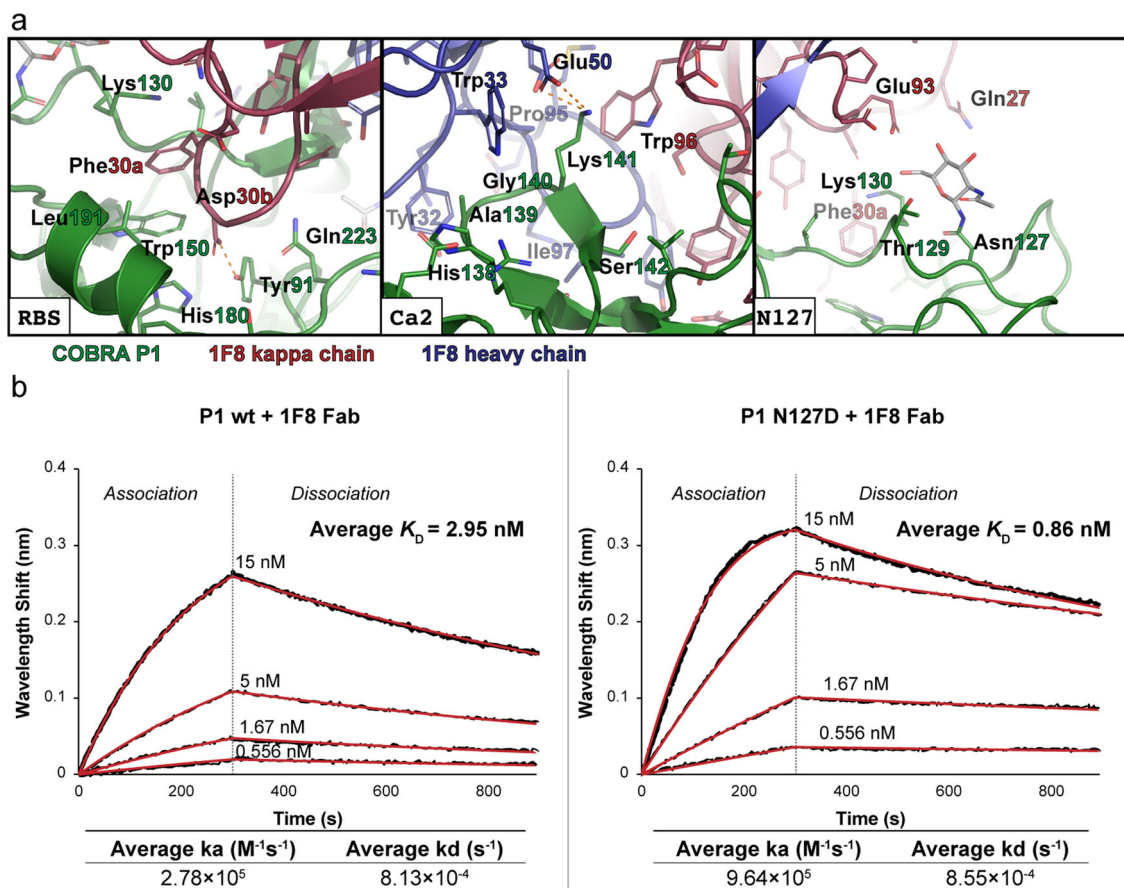 a
Lys130
Phe30a
Asp30b
Leu191
Trp150
Gln223
Tyr91
His180
RBS
Glu50
Trp33
Pro95
Trp96
Lys141
Gly140
Tyr32
Ala139
Ile97
His138
Ser142
Ca2
Glu93
Gln27
Lys130
Phe30a
Thr129
Asn127
N127
COBRA P1 1F8 kappa chain 1F8 heavy chain
b
P1 wt + 1F8 Fab
Wavelength Shift (nm)
0.4
0.3
0.2
0.1
0
Association Dissociation
Average KD = 2.95 nM
15 nM
5 nM
1.67 nM
0.556 nM
0 200 400 600 800
Time (s)
Average ka (M⁻¹s⁻¹) Average kd (s⁻¹)
2.78×10⁵ 8.13×10⁻⁴
P1 N127D + 1F8 Fab
Wavelength Shift (nm)
0.4
0.3
0.2
0.1
0
Association Dissociation
15 nM
Average KD = 0.86 nM
5 nM
1.67 nM
0.556 nM
0 200 400 600 800
Time (s)
Average ka (M⁻¹s⁻¹) Average kd (s⁻¹)
9.64×10⁵ 8.55×10⁻⁴